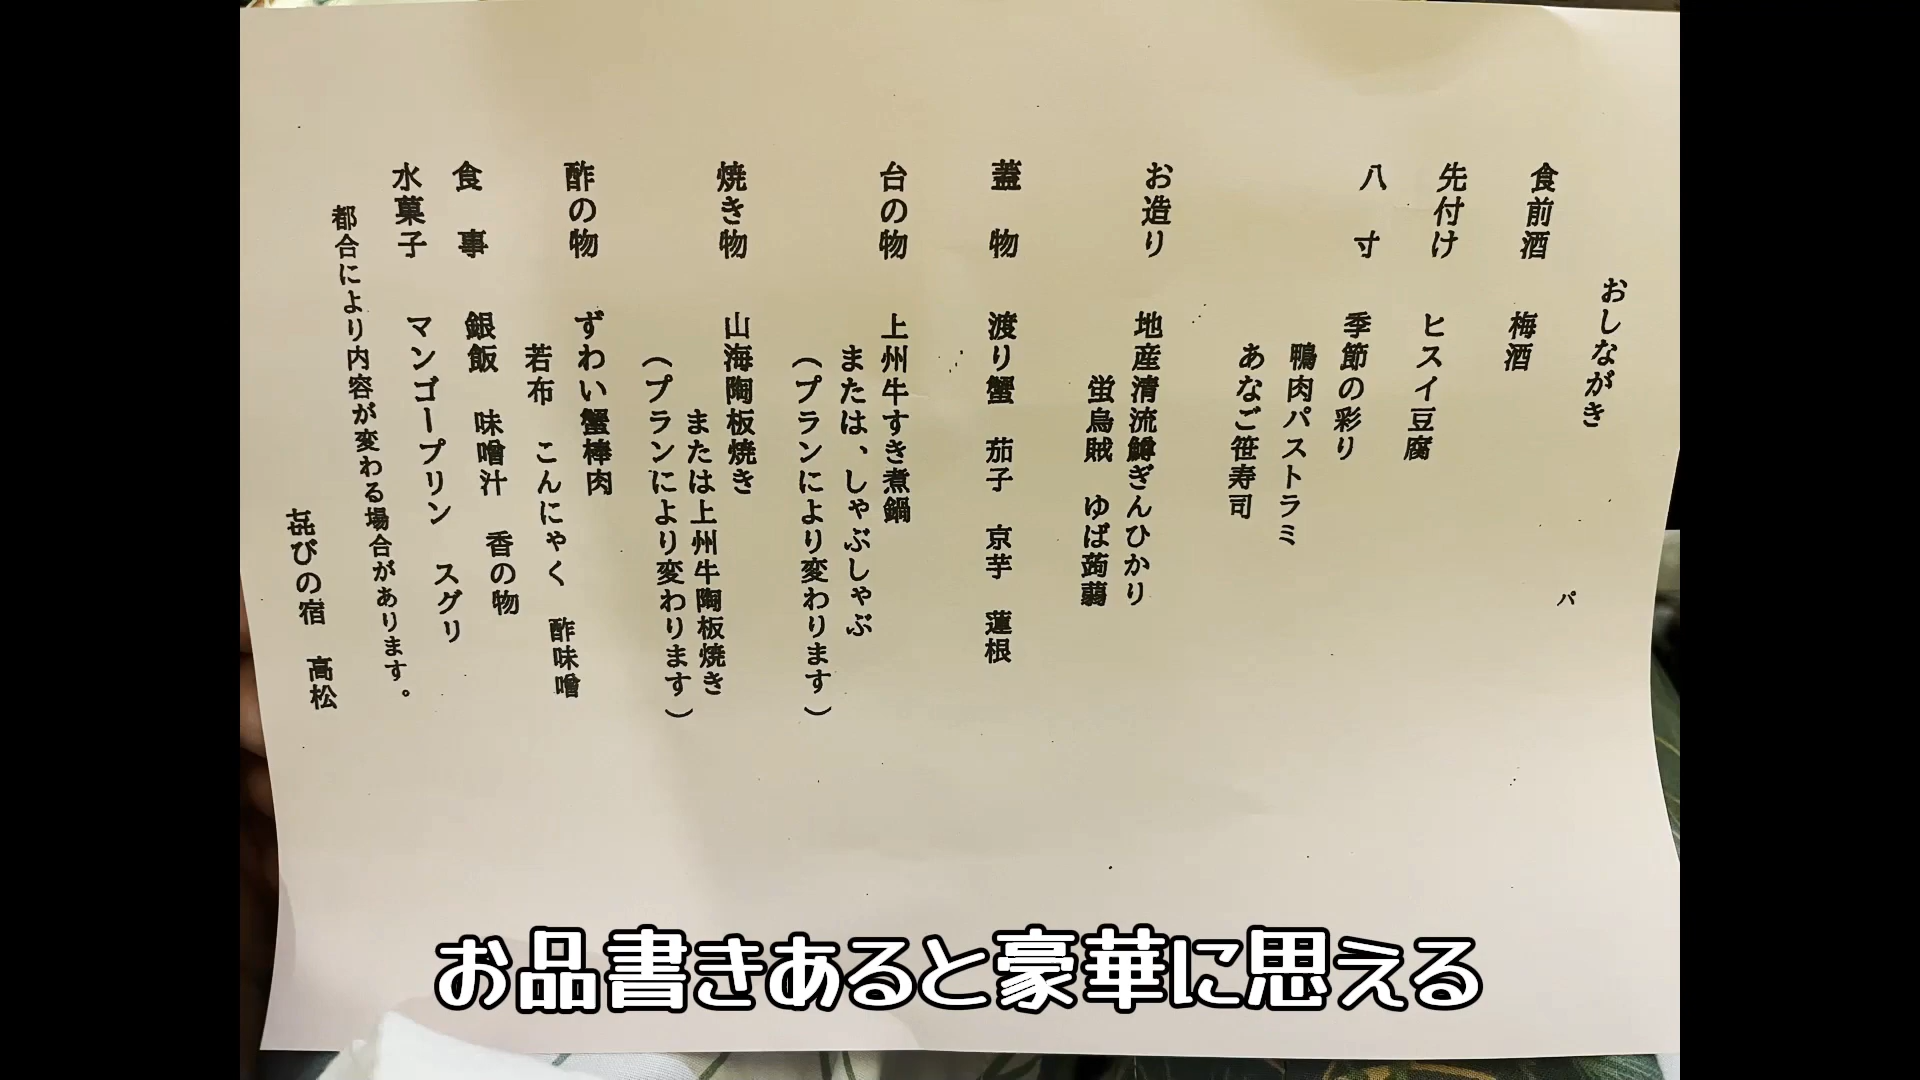 おしながき
パ
食前酒　梅酒
先付け　ヒスイ豆腐
八寸　季節の彩り
鴨肉パストラミ
あなご笹寿司
お造り　地産清流鱒ぎんひかり
蛍烏賊　ゆば蒟蒻
蓋物　渡り蟹　茄子　京芋　蓮根
台の物　上州牛すき煮鍋
または、しゃぶしゃぶ
（プランにより変わります）
焼き物　山海陶板焼き
または上州牛陶板焼き
（プランにより変わります）
酢の物　ずわい蟹棒肉
若布　こんにゃく　酢味噌
食事　銀飯　味噌汁　香の物
水菓子　マンゴープリン　スグリ
都合により内容が変わる場合があります。
㐂びの宿　高松
お品書きあると豪華に思える